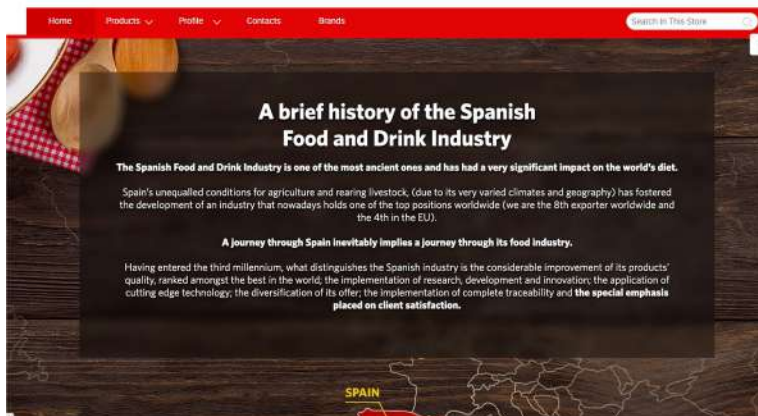 Home Products Profile Contacts Brands Search In This Store
A brief history of the Spanish
Food and Drink Industry
The Spanish Food and Drink Industry is one of the most ancient ones and has had a very significant impact on the world's diet.
Spain's unequalled conditions for agriculture and rearing livestock, (due to its very varied climates and geography) has fostered
the development of an industry that nowadays holds one of the top positions worldwide (we are the 8th exporter worldwide and
the 4th in the EU).
A journey through Spain inevitably implies a journey through its food industry.
Having entered the third millennium, what distinguishes the Spanish industry is the considerable improvement of its products'
quality, ranked amongst the best in the world; the implementation of research, development and innovation; the application of
cutting edge technology; the diversification of its offer; the implementation of complete traceability and the special emphasis
placed on client satisfaction.
SPAIN